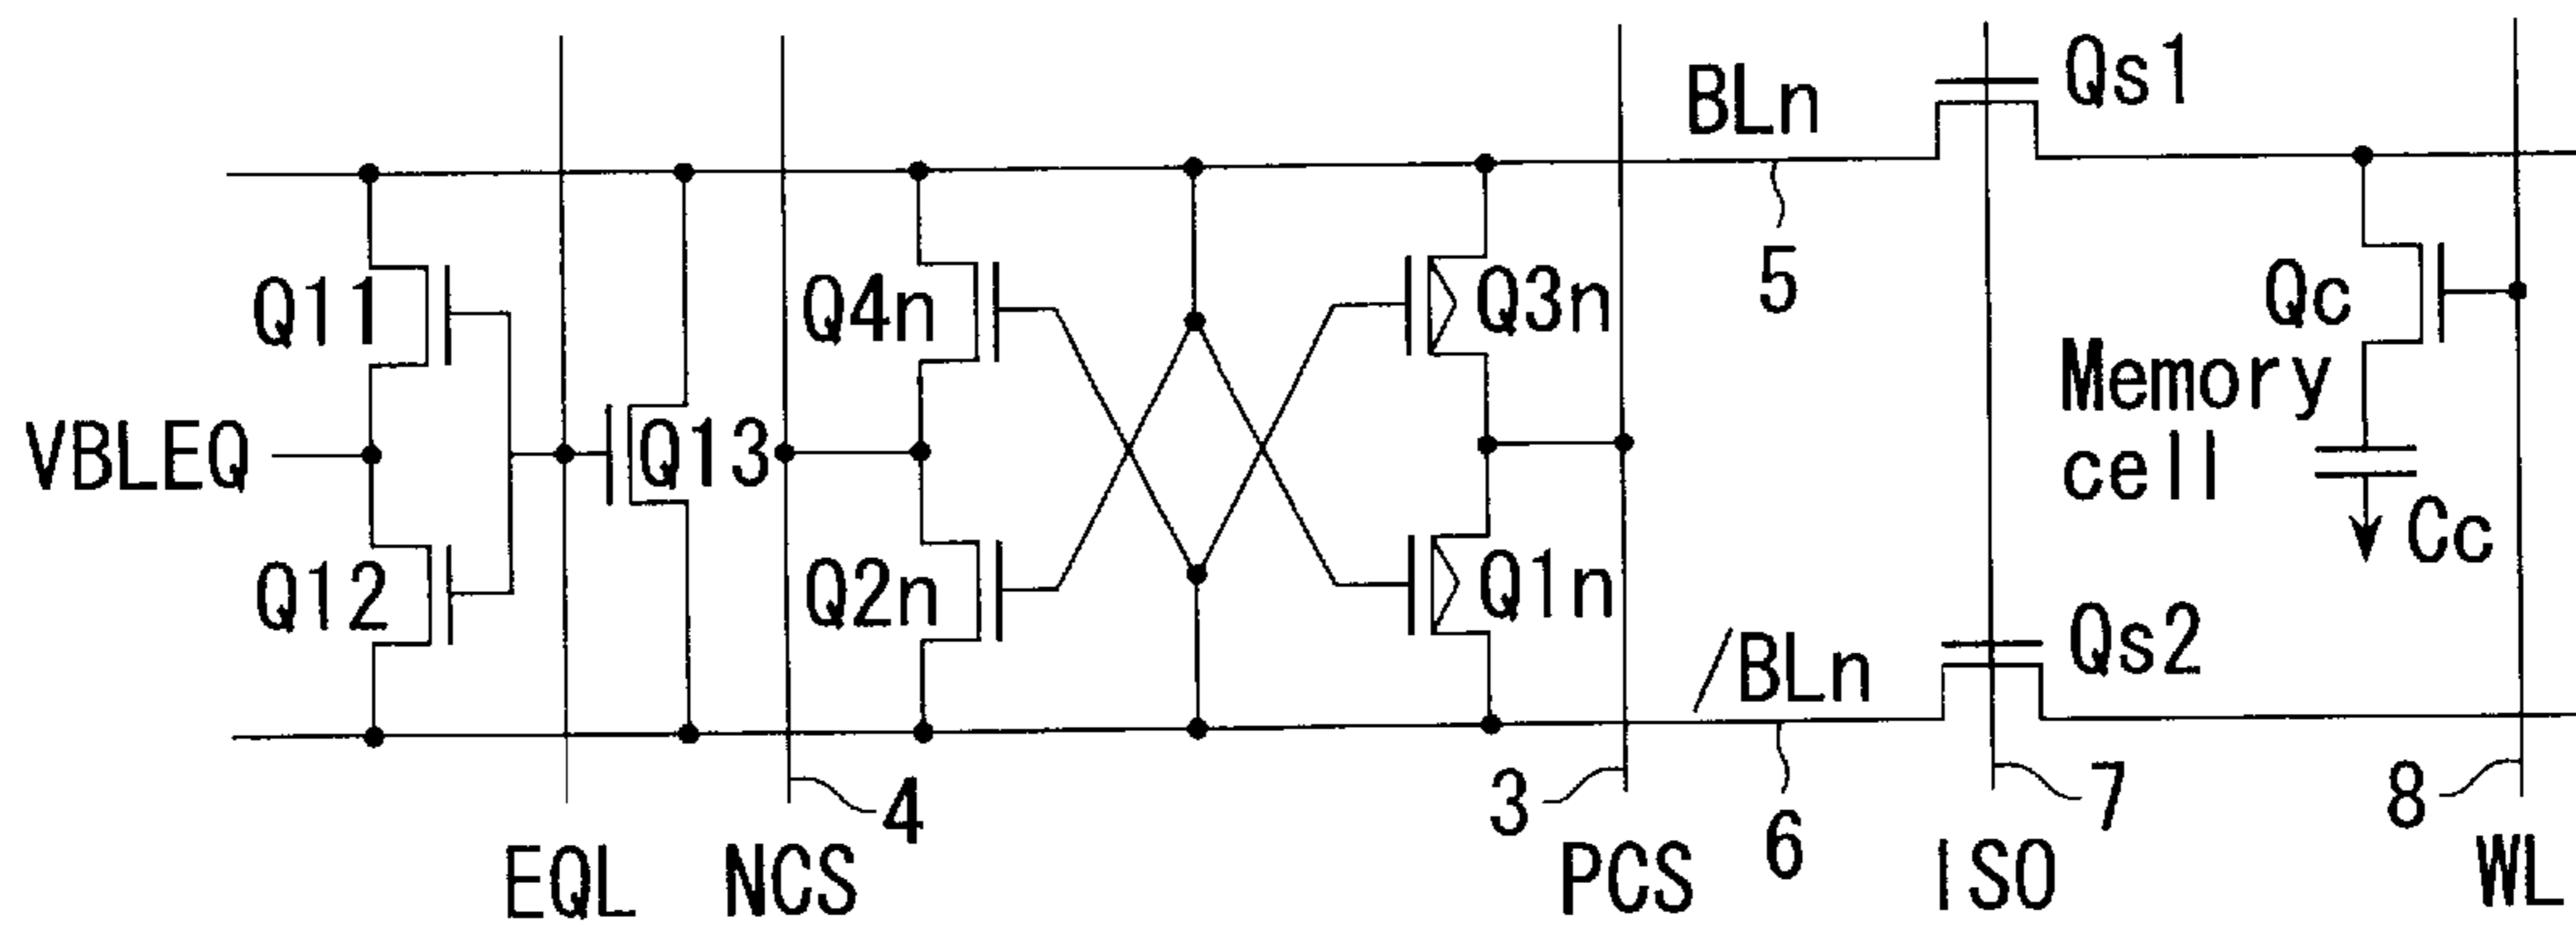 Qs1
BLn
5
Q11
Q4n
Q3n
Qc
Memory
cell
VBLEQ
Q13
Cc
Q12
Q2n
Q1n
Qs2
/BLn
4
3
6
7
8
EQL
NCS
PCS
ISO
WL